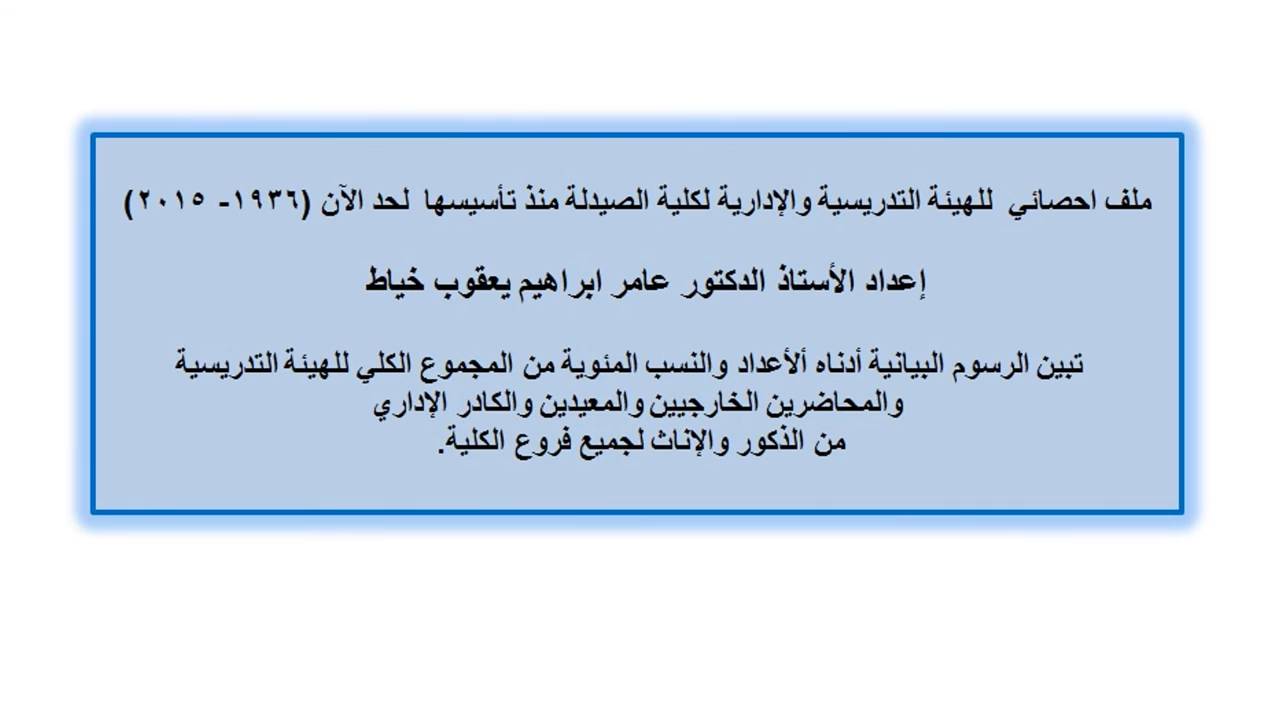 ملف احصائي للهيئة التدريسية والإدارية لكلية الصيدلة منذ تأسيسها لحد الآن (١٩٣٦- ٢٠١٥)
إعداد الأستاذ الدكتور عامر ابراهيم يعقوب خياط
تبين الرسوم البيانية أدناه ألأعداد والنسب المئوية من المجموع الكلي للهيئة التدريسية
والمحاضرين الخارجيين والمعيدين والكادر الإداري
من الذكور والإناث لجميع فروع الكلية.